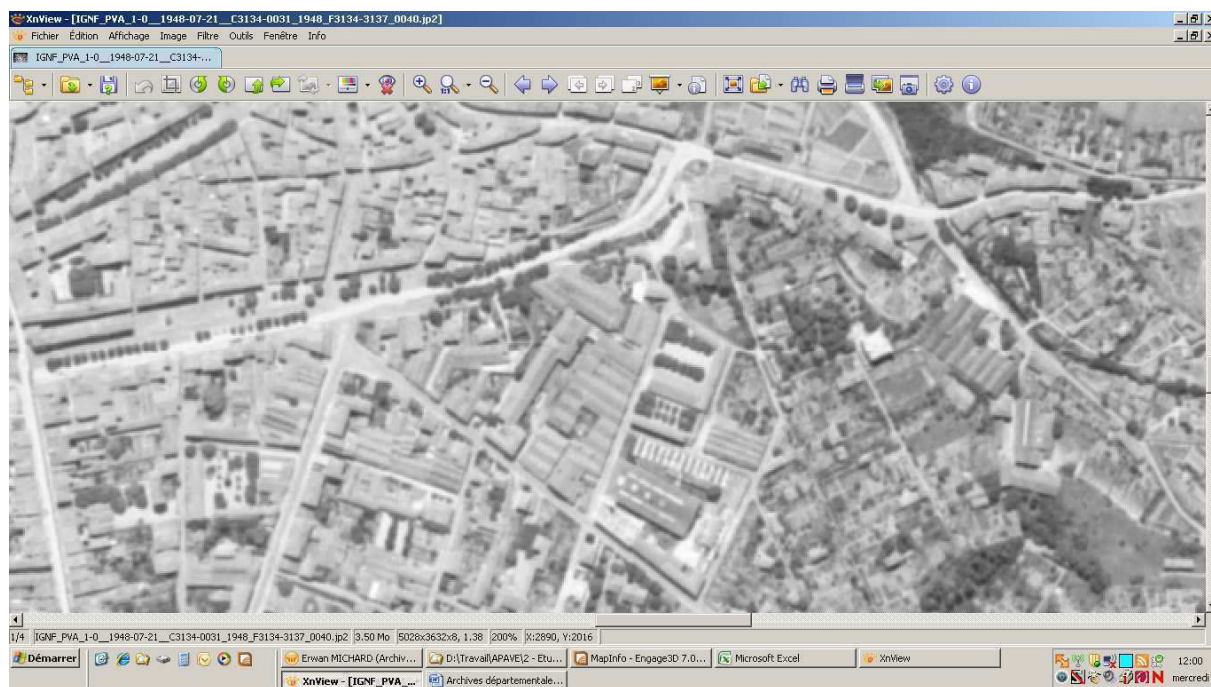 XnView - [IGNF_PVA_1-0__1948-07-21__C3134-0031_1948_F3134-3137_0040.jp2]
Fichier Édition Affichage Image Filtre Outils Fenêtre Info
IGNF_PVA_1-0__1948-07-21__C3134-...
1/4 IGNF_PVA_1-0__1948-07-21__C3134-0031_1948_F3134-3137_0040.jp2 3.50 Mo 5028x3632x8, 1.38 200% X:2890, Y:2016
Démarrer Erwan MICHARD (Archiv... D:\Travail\APAVE\2 - Etu... MapInfo - Engage3D 7.0... Microsoft Excel XnView 12:00
XnView - [IGNF_PVA_... Archives départementale... mercredi